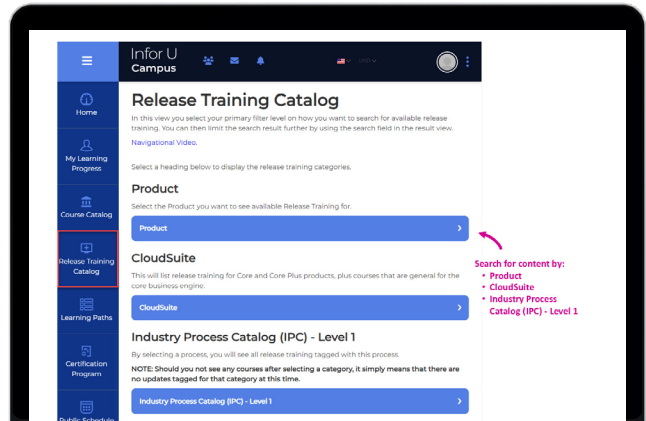 Infor U
Campus
USD
Home
My Learning
Progress
Course Catalog
Release Training
Catalog
Learning Paths
Certification
Program
Public Schedule
Release Training Catalog
In this view you select your primary filter level on how you want to search for available release
training. You can then limit the search result further by using the search field in the result view.
Navigational Video.
Select a heading below to display the release training categories.
Product
Select the Product you want to see available Release Training for.
Product
CloudSuite
This will list release training for Core and Core Plus products, plus courses that are general for the
core business engine.
CloudSuite
Industry Process Catalog (IPC) - Level 1
By selecting a process, you will see all release training tagged with this process.
NOTE: Should you not see any courses after selecting a category, it simply means that there are
no updates tagged for that category at this time.
Industry Process Catalog (IPC) - Level 1
Search for content by:
• Product
• CloudSuite
• Industry Process
Catalog (IPC) - Level 1